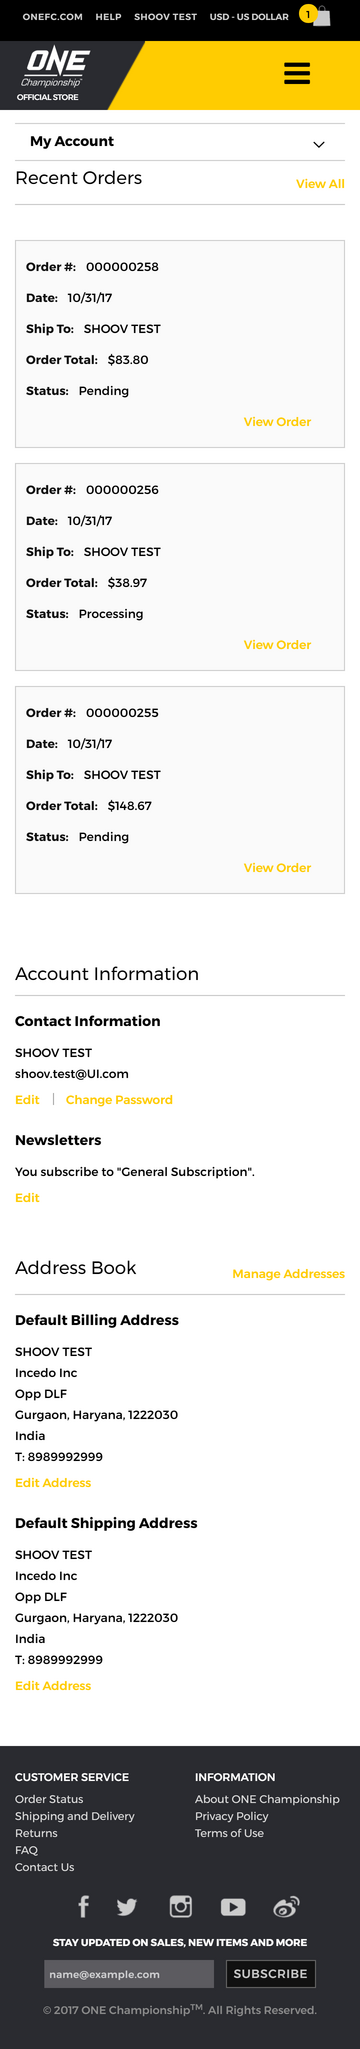 ONEFC.COM HELP SHOOV TEST USD - US DOLLAR 1
ONE
Championship
OFFICIAL STORE
My Account
Recent Orders View All
Order #: 000000258
Date: 10/31/17
Ship To: SHOOV TEST
Order Total: $83.80
Status: Pending
View Order
Order #: 000000256
Date: 10/31/17
Ship To: SHOOV TEST
Order Total: $38.97
Status: Processing
View Order
Order #: 000000255
Date: 10/31/17
Ship To: SHOOV TEST
Order Total: $148.67
Status: Pending
View Order
Account Information
Contact Information
SHOOV TEST
shoov.test@UI.com
Edit | Change Password
Newsletters
You subscribe to "General Subscription".
Edit
Address Book Manage Addresses
Default Billing Address
SHOOV TEST
Incedo Inc
Opp DLF
Gurgaon, Haryana, 1222030
India
T: 8989992999
Edit Address
Default Shipping Address
SHOOV TEST
Incedo Inc
Opp DLF
Gurgaon, Haryana, 1222030
India
T: 8989992999
Edit Address
CUSTOMER SERVICE
Order Status
Shipping and Delivery
Returns
FAQ
Contact Us
INFORMATION
About ONE Championship
Privacy Policy
Terms of Use
STAY UPDATED ON SALES, NEW ITEMS AND MORE
name@example.com SUBSCRIBE
© 2017 ONE Championship™. All Rights Reserved.